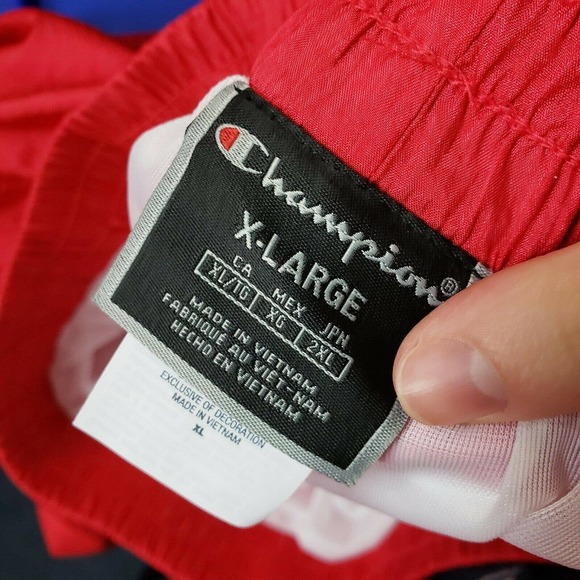 Champion®
X-LARGE
CA MEX JPN
XL/TG XG 2XL
MADE IN VIETNAM
FABRIQUÉ AU VIÊT-NAM
HECHO EN VIETNAM
EXCLUSIVE OF DECORATION
MADE IN VIETNAM
XL